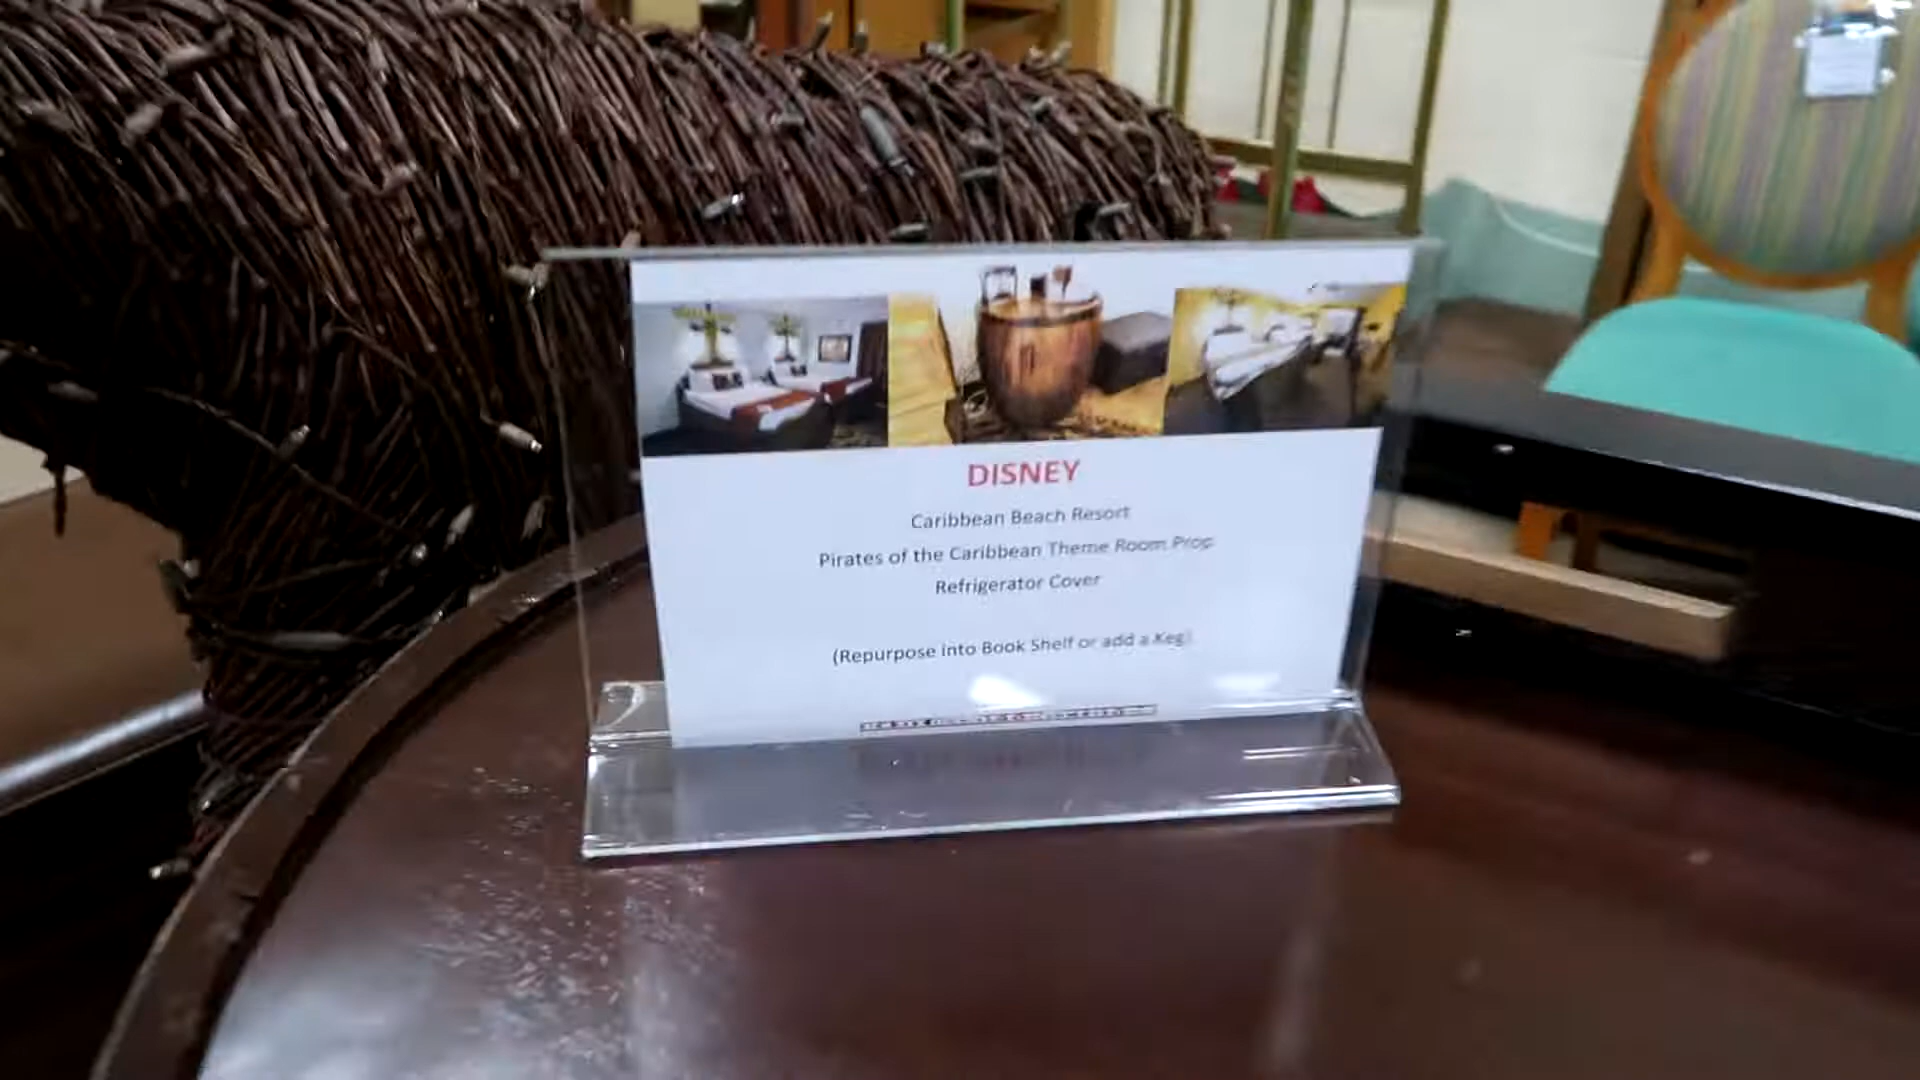 DISNEY
Caribbean Beach Resort
Pirates of the Caribbean Theme Room Prop
Refrigerator Cover
(Repurpose into Book Shelf or add a Keg)